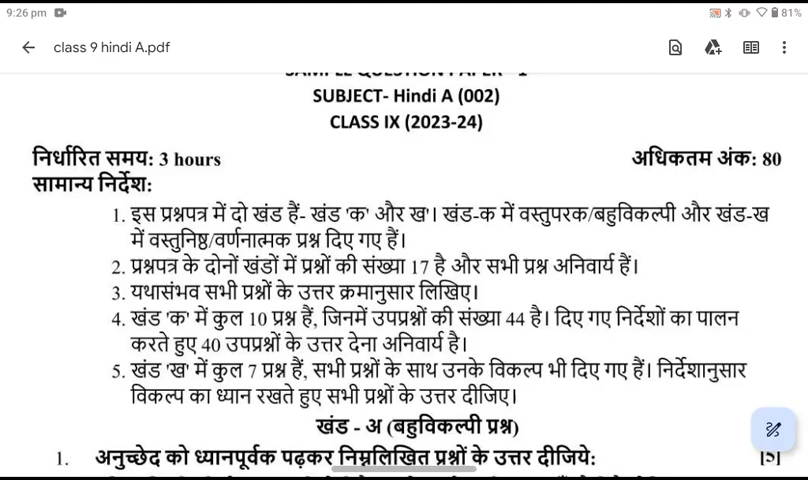 9:26 pm
81%
class 9 hindi A.pdf
SAMPLE QUESTION PAPER - 1
SUBJECT- Hindi A (002)
CLASS IX (2023-24)
निर्धारित समय: 3 hours अधिकतम अंक: 80
सामान्य निर्देश:
1. इस प्रश्नपत्र में दो खंड हैं- खंड 'क' और ख'। खंड-क में वस्तुपरक/बहुविकल्पी और खंड-ख
में वस्तुनिष्ठ/वर्णनात्मक प्रश्न दिए गए हैं।
2. प्रश्नपत्र के दोनों खंडों में प्रश्नों की संख्या 17 है और सभी प्रश्न अनिवार्य हैं।
3. यथासंभव सभी प्रश्नों के उत्तर क्रमानुसार लिखिए।
4. खंड 'क' में कुल 10 प्रश्न हैं, जिनमें उपप्रश्नों की संख्या 44 है। दिए गए निर्देशों का पालन
करते हुए 40 उपप्रश्नों के उत्तर देना अनिवार्य है।
5. खंड 'ख' में कुल 7 प्रश्न हैं, सभी प्रश्नों के साथ उनके विकल्प भी दिए गए हैं। निर्देशानुसार
विकल्प का ध्यान रखते हुए सभी प्रश्नों के उत्तर दीजिए।
खंड - अ (बहुविकल्पी प्रश्न)
1. अनुच्छेद को ध्यानपूर्वक पढ़कर निम्नलिखित प्रश्नों के उत्तर दीजिये: [5]